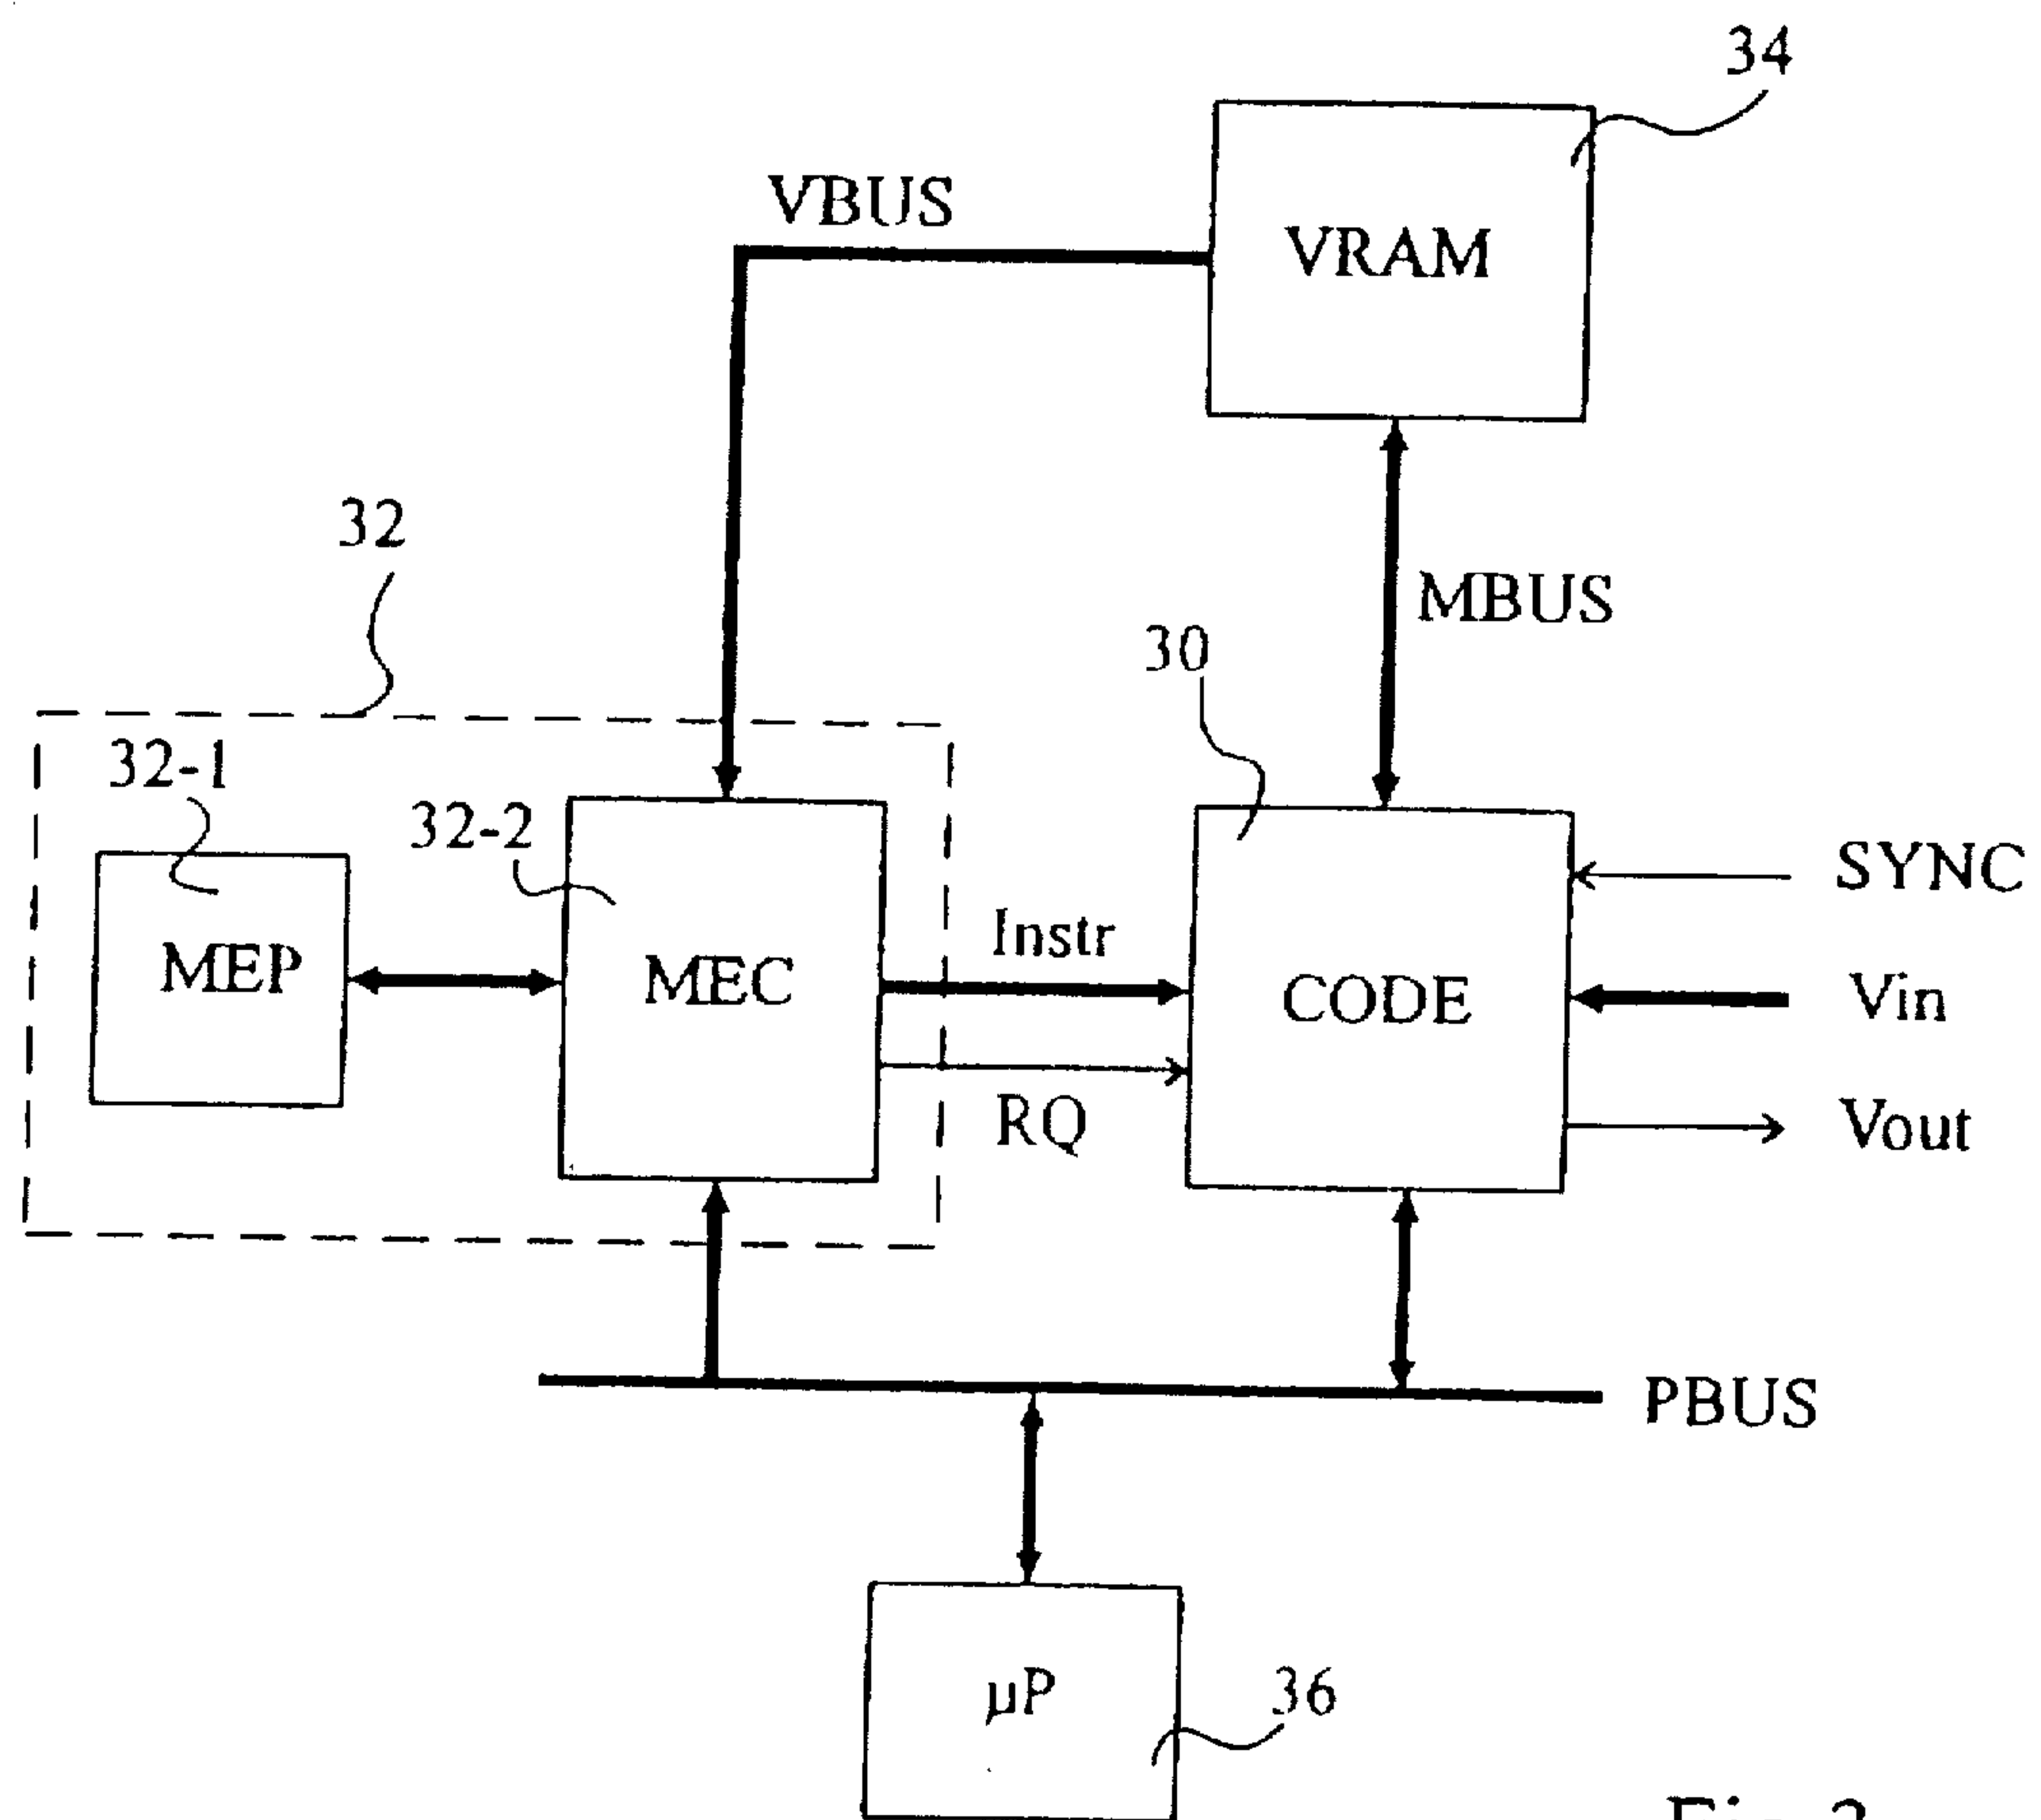 34
VBUS
VRAM
32
MBUS
30
32-1
32-2
Instr
SYNC
MEP
MEC
CODE
Vin
RQ
Vout
PBUS
µP
36